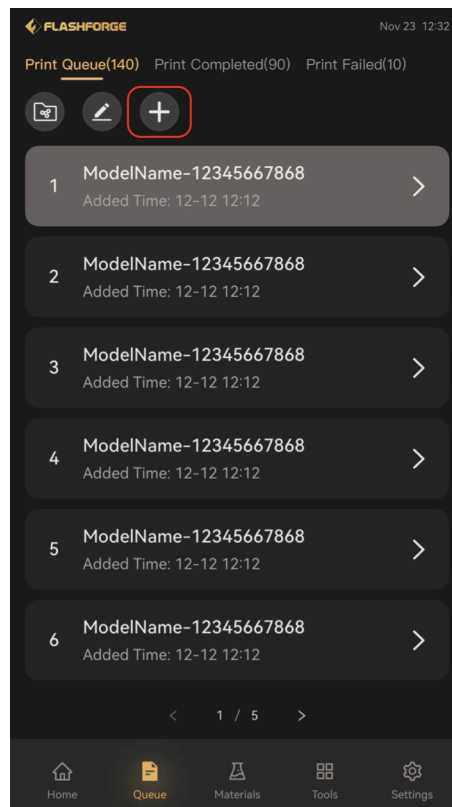 FLASHFORGE Nov 23 12:32
Print Queue(140) Print Completed(90) Print Failed(10)
1 ModelName-12345667868
Added Time: 12-12 12:12
2 ModelName-12345667868
Added Time: 12-12 12:12
3 ModelName-12345667868
Added Time: 12-12 12:12
4 ModelName-12345667868
Added Time: 12-12 12:12
5 ModelName-12345667868
Added Time: 12-12 12:12
6 ModelName-12345667868
Added Time: 12-12 12:12
< 1 / 5 >
Home Queue Materials Tools Settings